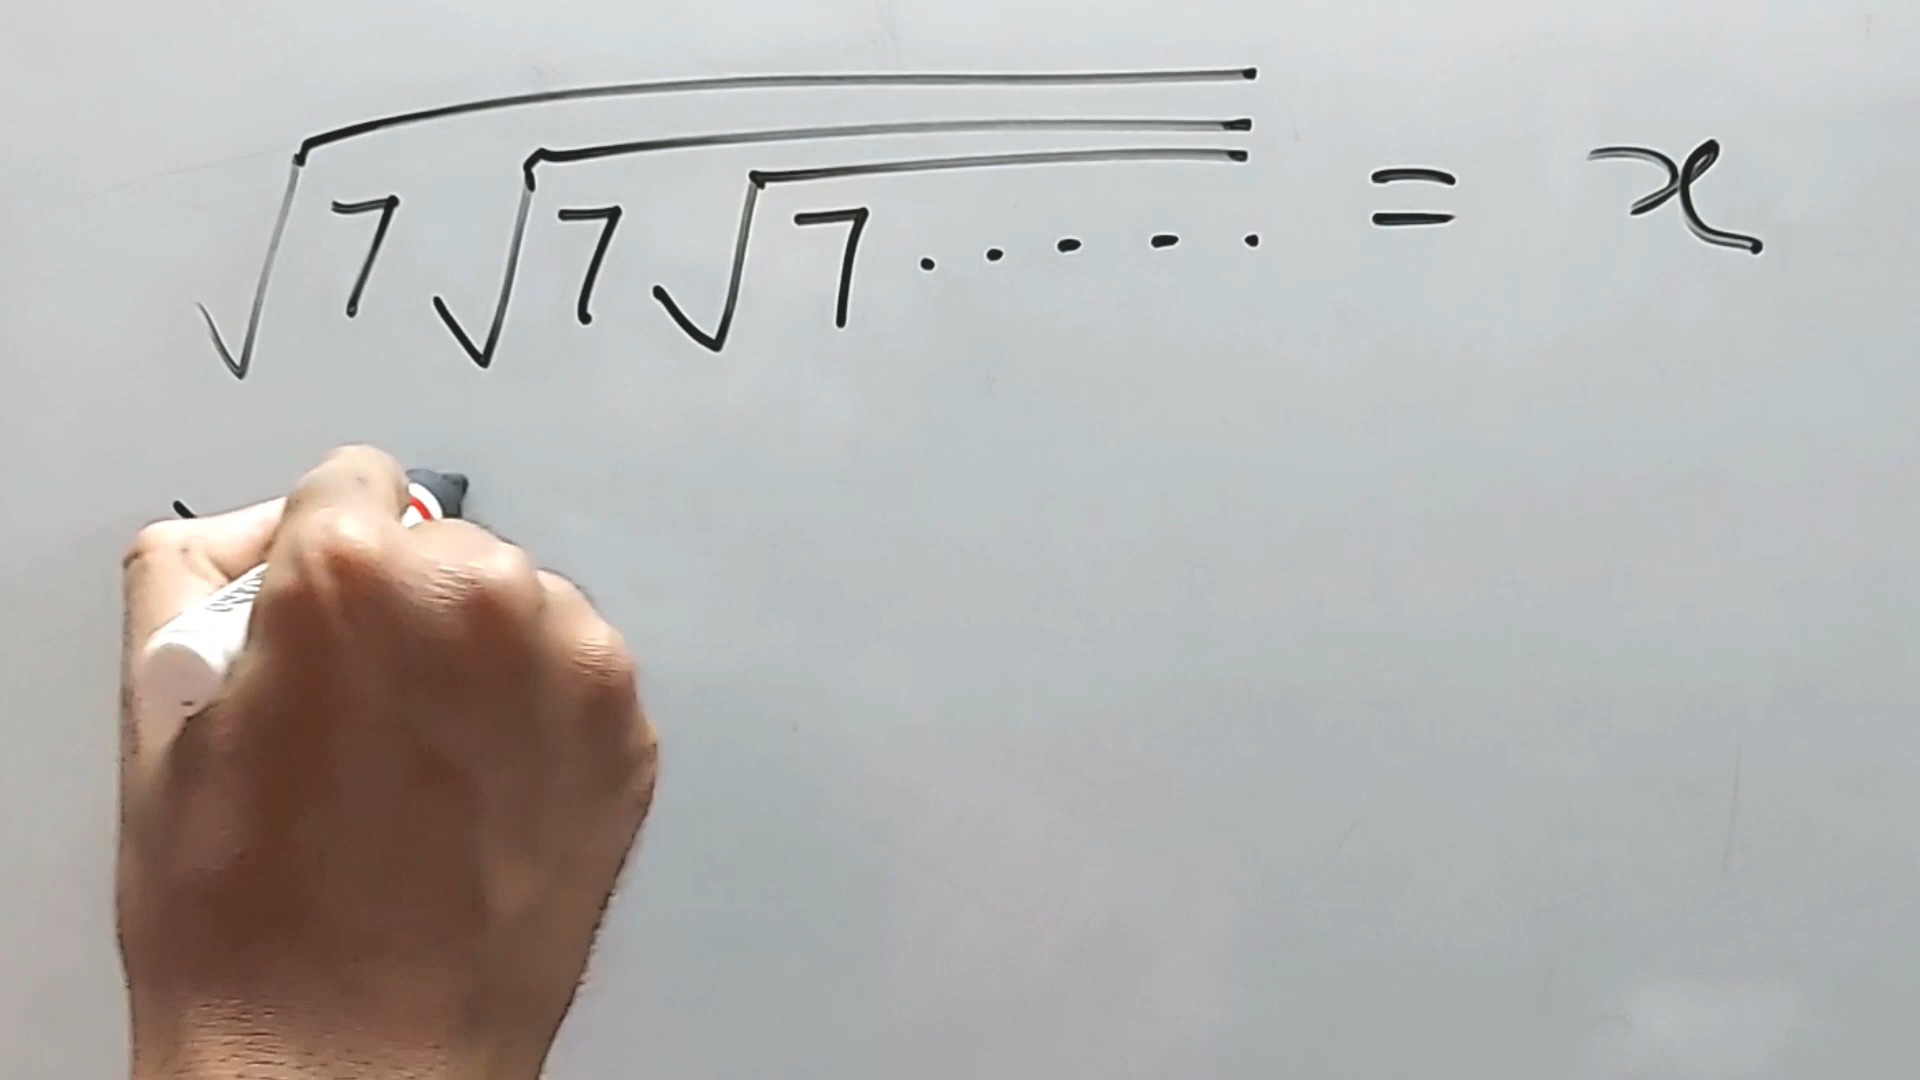 √7√7√7..... = x